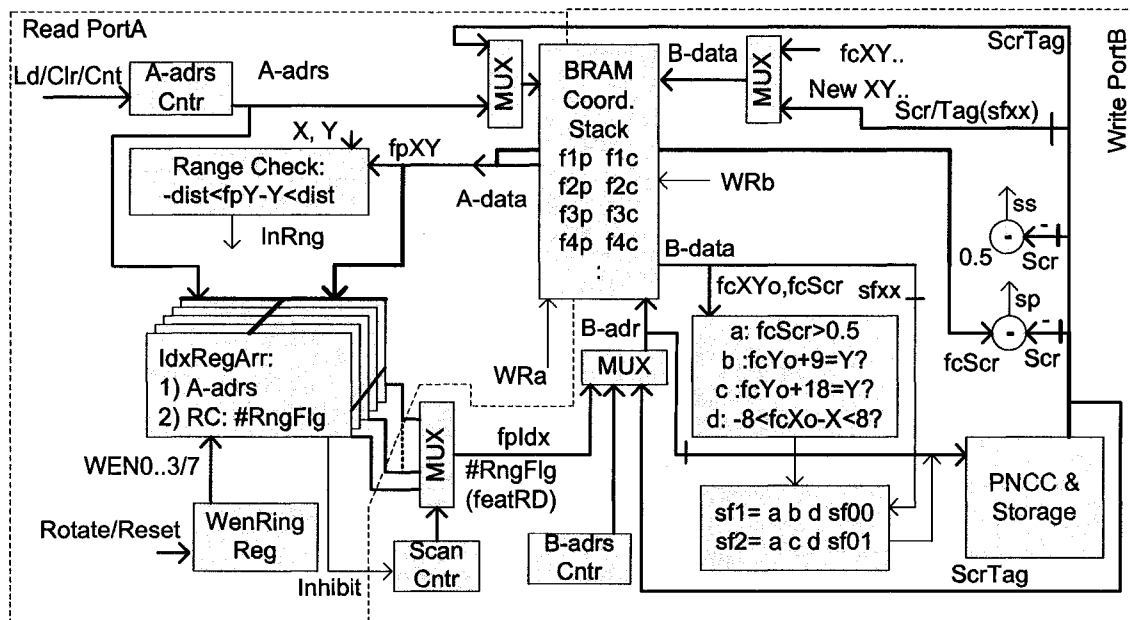 Read PortA
Write PortB
Ld/Clr/Cnt
A-adrs
Cntr
A-adrs
MUX
BRAM
Coord.
Stack
f1p f1c
f2p f2c
f3p f3c
f4p f4c
:
B-data
MUX
fcXY..
New XY..
ScrTag
Scr/Tag(sfxx)
X, Y
fpXY
Range Check:
-dist<fpY-Y<dist
InRng
A-data
WRb
B-data
ss
-
-
0.5
Scr
sp
-
-
fcScr
Scr
fcXYo,fcScr
sfxx
a: fcScr>0.5
b :fcYo+9=Y?
c :fcYo+18=Y?
d: -8<fcXo-X<8?
IdxRegArr:
1) A-adrs
2) RC: #RngFlg
WRa
B-adr
MUX
MUX
fpIdx
#RngFlg
(featRD)
WEN0..3/7
Rotate/Reset
WenRing
Reg
Inhibit
Scan
Cntr
B-adrs
Cntr
sf1= a b d sf00
sf2= a c d sf01
PNCC &
Storage
ScrTag